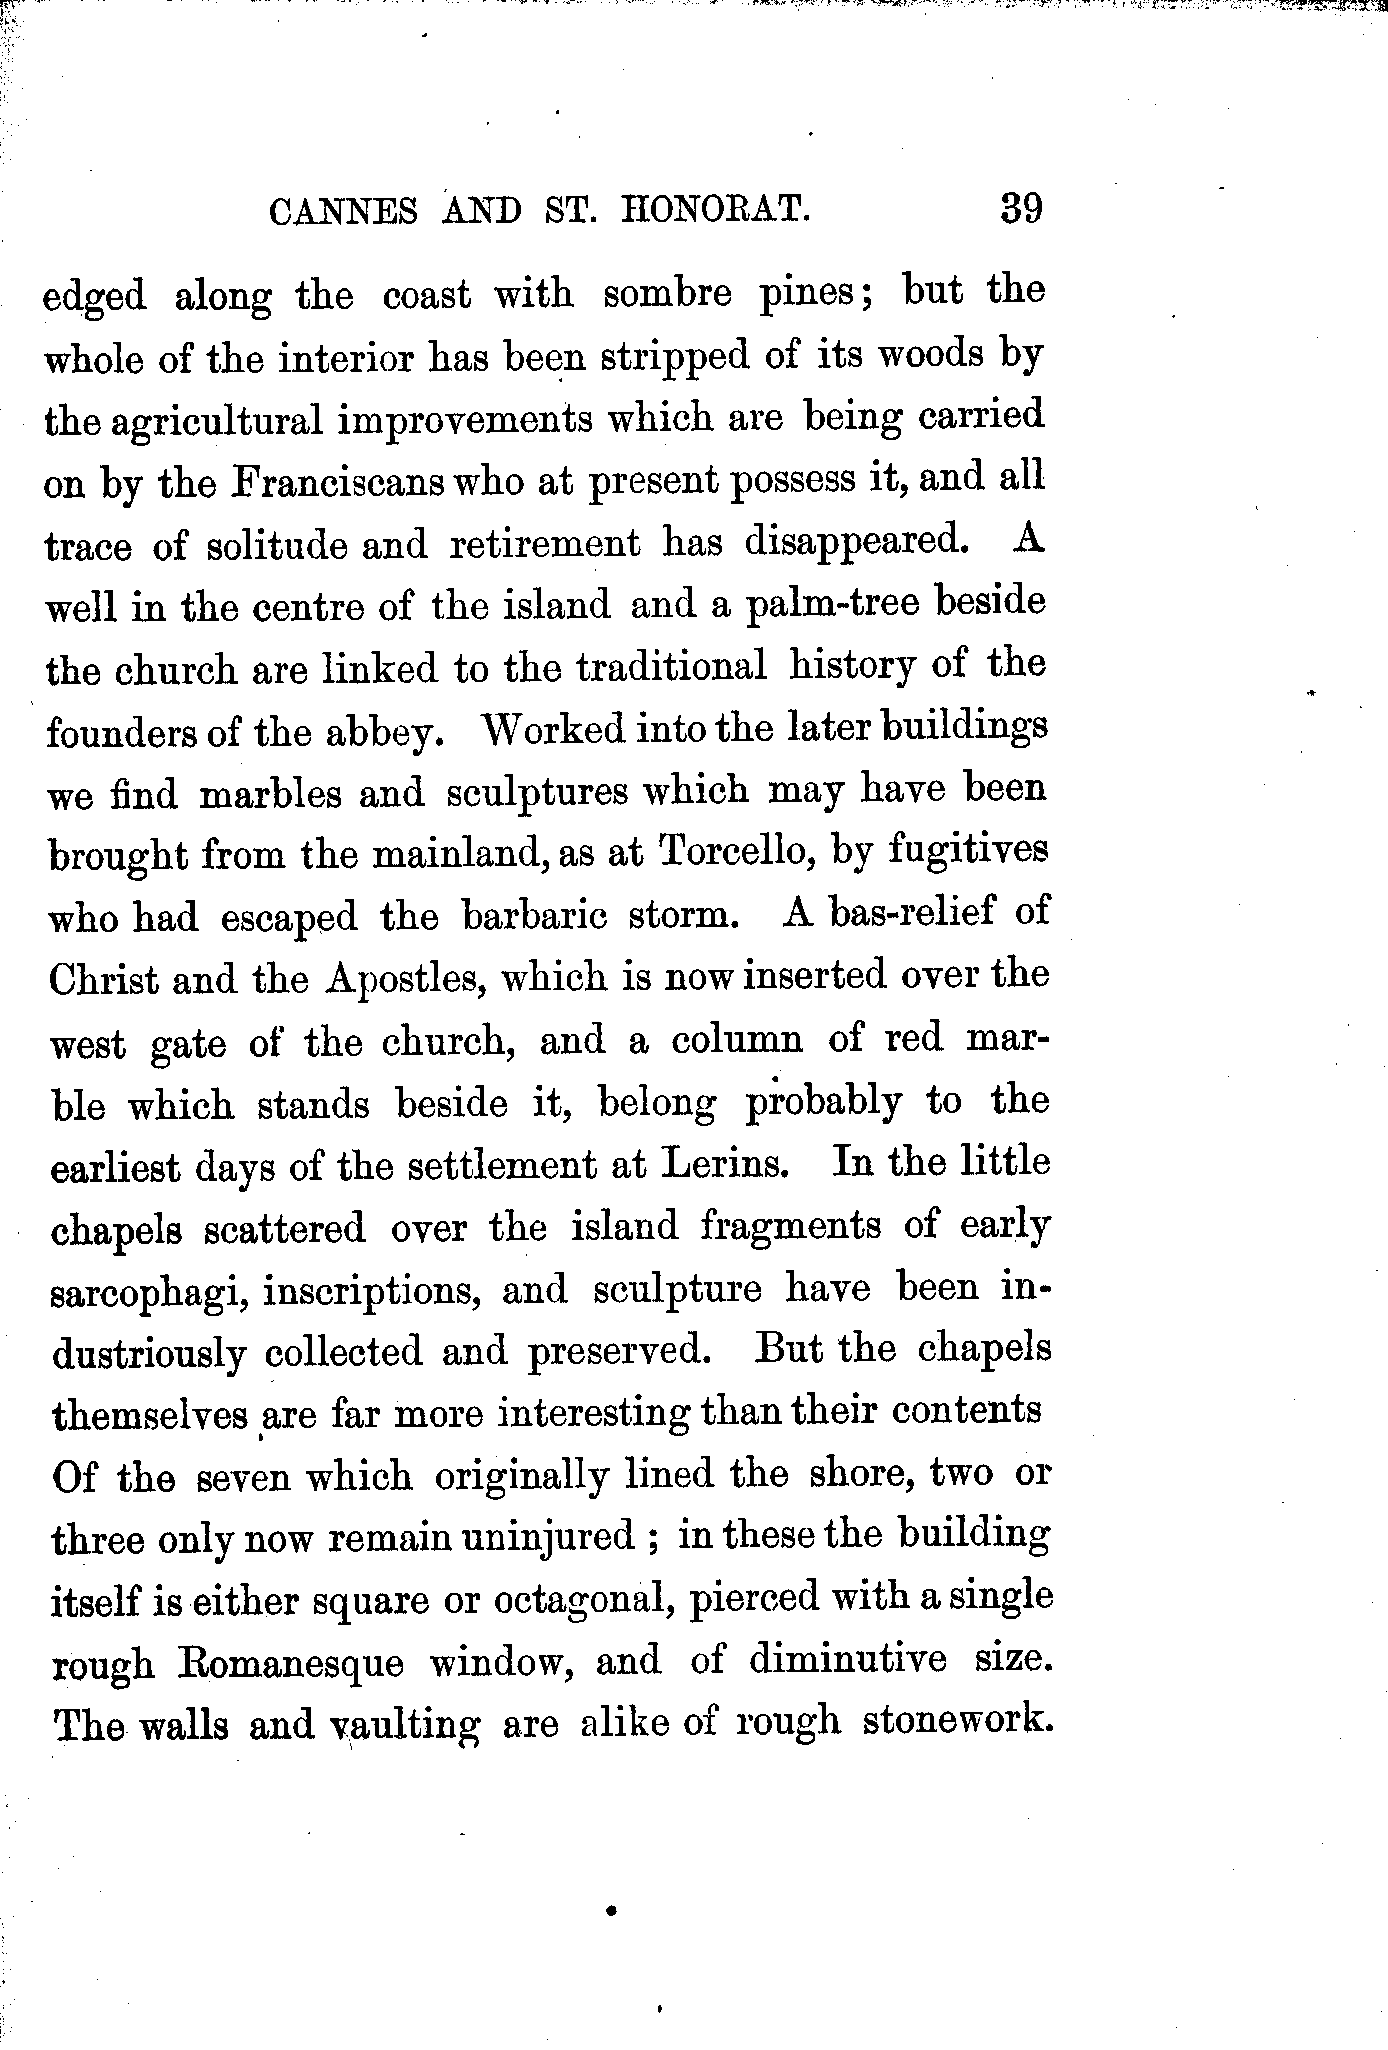 CANNES AND ST. HONORAT. 39
edged along the coast with sombre pines; but the
whole of the interior has been stripped of its woods by
the agricultural improvements which are being carried
on by the Franciscans who at present possess it, and all
trace of solitude and retirement has disappeared. A
well in the centre of the island and a palm-tree beside
the church are linked to the traditional history of the
founders of the abbey. Worked into the later buildings
we find marbles and sculptures which may have been
brought from the mainland, as at Torcello, by fugitives
who had escaped the barbaric storm. A bas-relief of
Christ and the Apostles, which is now inserted over the
west gate of the church, and a column of red mar-
ble which stands beside it, belong probably to the
earliest days of the settlement at Lerins. In the little
chapels scattered over the island fragments of early
sarcophagi, inscriptions, and sculpture have been in-
dustriously collected and preserved. But the chapels
themselves are far more interesting than their contents
Of the seven which originally lined the shore, two or
three only now remain uninjured ; in these the building
itself is either square or octagonal, pierced with a single
rough Romanesque window, and of diminutive size.
The walls and vaulting are alike of rough stonework.